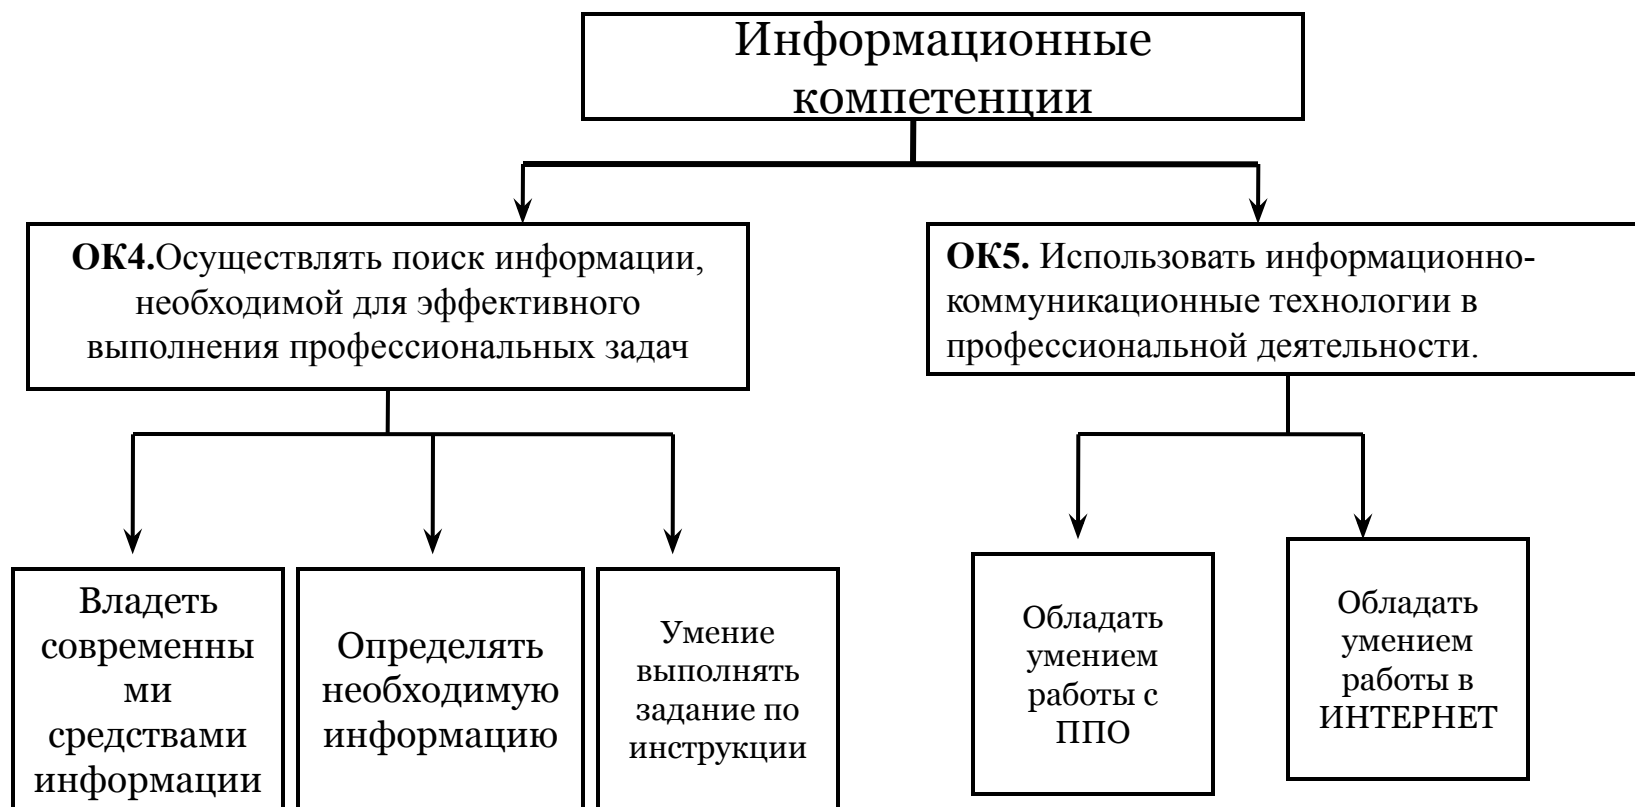 Информационные
компетенции
ОК4.Осуществлять поиск информации,
необходимой для эффективного
выполнения профессиональных задач
ОК5. Использовать информационно-
коммуникационные технологии в
профессиональной деятельности.
Владеть
современны
ми
средствами
информации
Определять
необходимую
информацию
Умение
выполнять
задание по
инструкции
Обладать
умением
работы с
ППО
Обладать
умением
работы в
ИНТЕРНЕТ